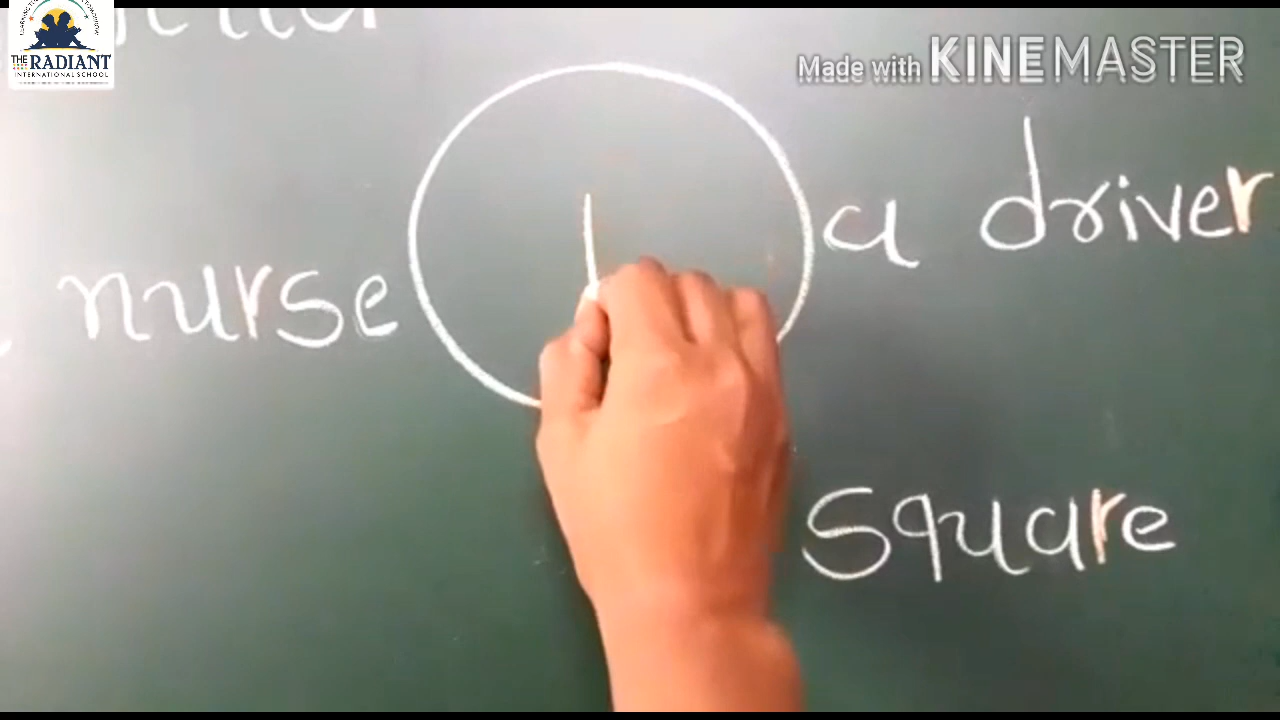 THE RADIANT
INTERNATIONAL SCHOOL
Made with KINEMASTER
a driver
nurse
Square